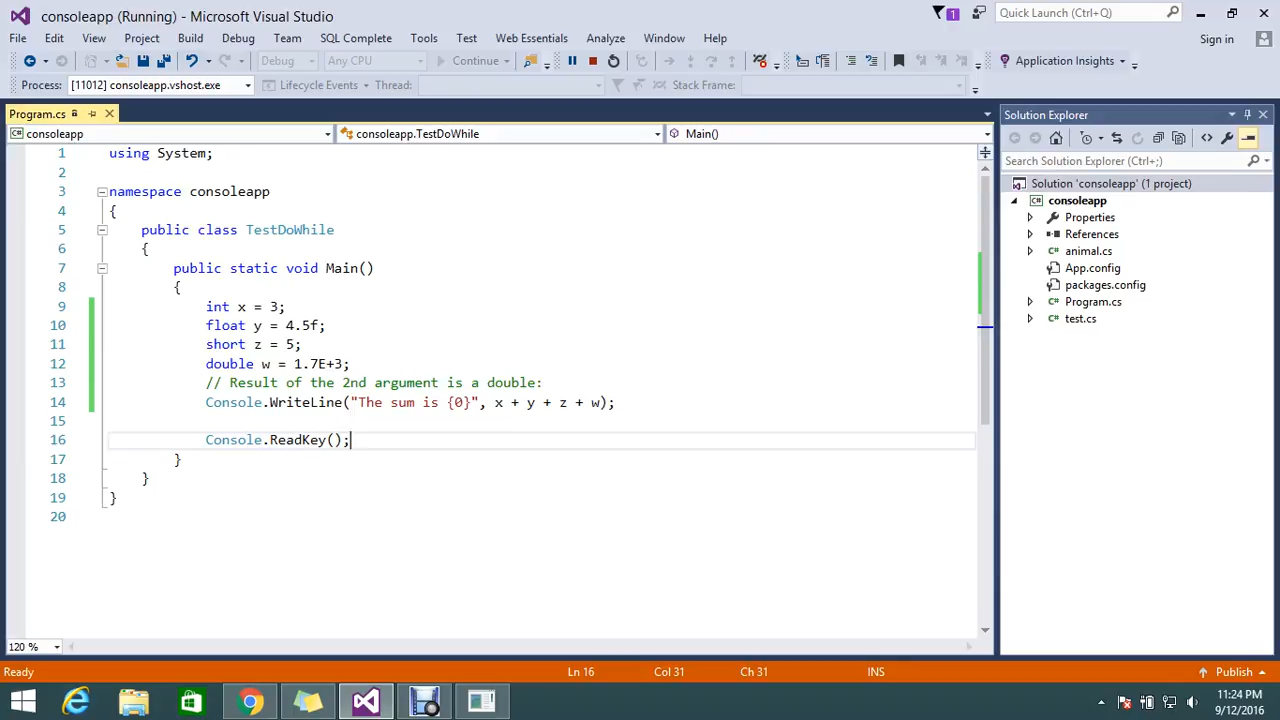 consoleapp (Running) - Microsoft Visual Studio
1
Quick Launch (Ctrl+Q)
File Edit View Project Build Debug Team SQL Complete Tools Test Web Essentials Analyze Window Help
Sign in
Debug Any CPU Continue Application Insights
Process: [11012] consoleapp.vshost.exe Lifecycle Events Thread: Stack Frame:
Program.cs
consoleapp consoleapp.TestDoWhile Main()
1 using System;
2
3 namespace consoleapp
4 {
5 public class TestDoWhile
6 {
7 public static void Main()
8 {
9 int x = 3;
10 float y = 4.5f;
11 short z = 5;
12 double w = 1.7E+3;
13 // Result of the 2nd argument is a double:
14 Console.WriteLine("The sum is {0}", x + y + z + w);
15
16 Console.ReadKey();
17 }
18 }
19 }
20
120 %
Solution Explorer
Search Solution Explorer (Ctrl+;)
Solution 'consoleapp' (1 project)
consoleapp
Properties
References
animal.cs
App.config
packages.config
Program.cs
test.cs
Ready Ln 16 Col 31 Ch 31 INS Publish
11:24 PM
9/12/2016